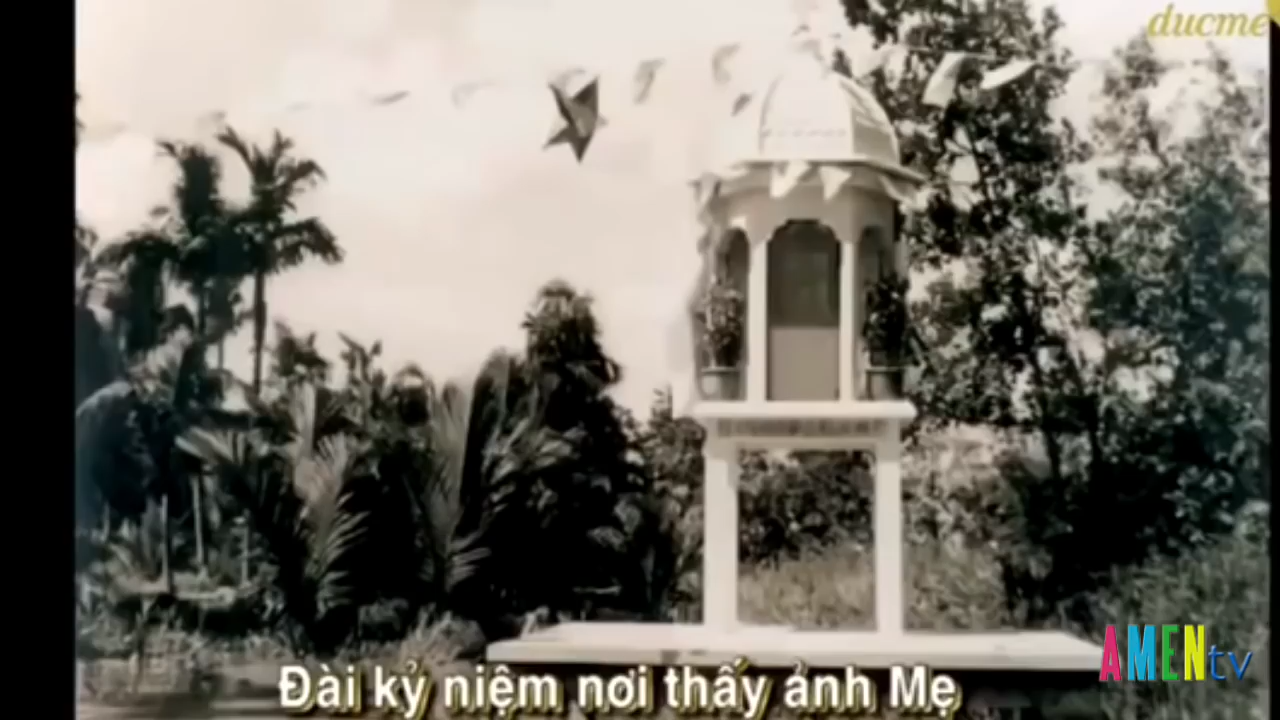 ducme
Đài kỷ niệm nơi thấy ảnh Mẹ
AMENtv